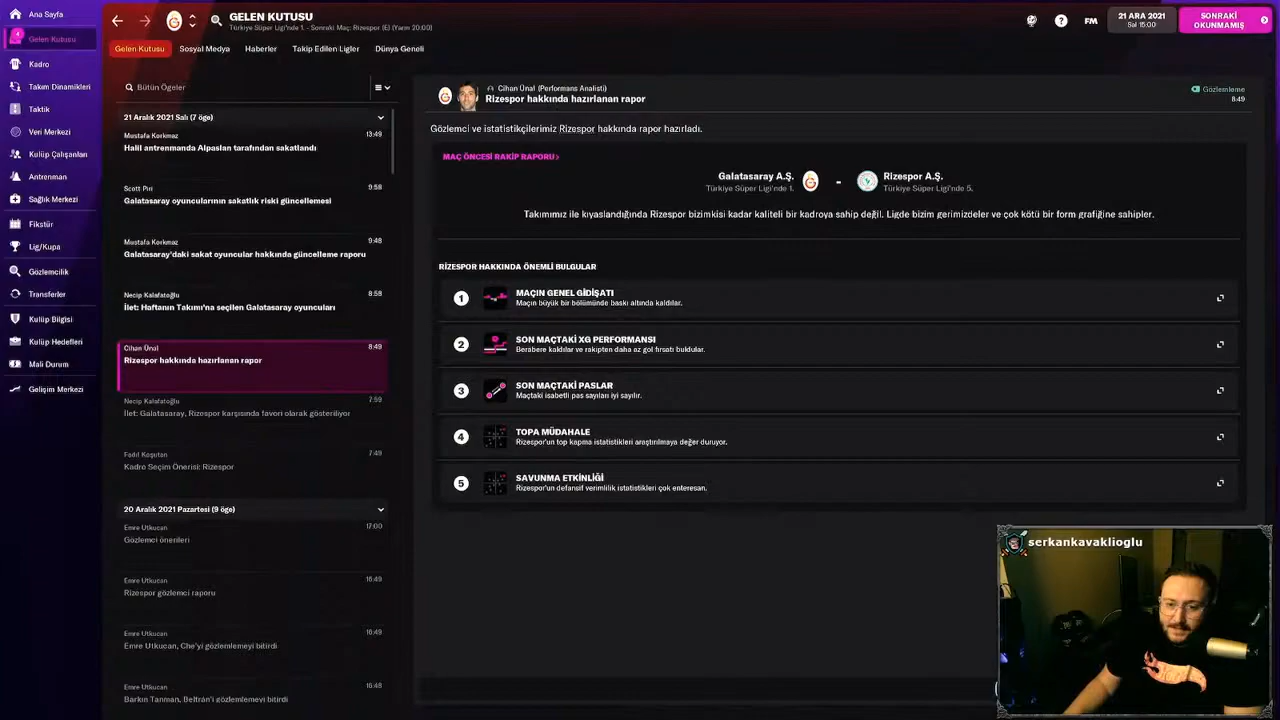 Ana Sayfa
Gelen Kutusu
Kadro
Takım Dinamikleri
Taktik
Veri Merkezi
Kulüp Çalışanları
Antrenman
Sağlık Merkezi
Fikstür
Lig/Kupa
Gözlemcilik
Transferler
Kulüp Bilgisi
Kulüp Hedefleri
Mali Durum
Gelişim Merkezi
GELEN KUTUSU
Türkiye Süper Ligi'nde 1. - Sonraki Maç: Rizespor (E) (Yarın 20:00)
FM
21 ARA 2021
Sal 15:00
SONRAKİ
OKUNMAMIŞ
Gelen Kutusu
Sosyal Medya
Haberler
Takip Edilen Ligler
Dünya Geneli
Bütün Ögeler
21 Aralık 2021 Salı (7 öge)
Mustafa Korkmaz 13:49
Halil antrenmanda Alpaslan tarafından sakatlandı
Scott Piri 9:58
Galatasaray oyuncularının sakatlık riski güncellemesi
Mustafa Korkmaz 9:48
Galatasaray'daki sakat oyuncular hakkında güncelleme raporu
Necip Kalafatoğlu 8:58
İlet: Haftanın Takımı'na seçilen Galatasaray oyuncuları
Cihan Ünal 8:49
Rizespor hakkında hazırlanan rapor
Necip Kalafatoğlu 7:59
İlet: Galatasaray, Rizespor karşısında favori olarak gösteriliyor
Fadıl Koşutan 7:49
Kadro Seçim Önerisi: Rizespor
20 Aralık 2021 Pazartesi (9 öge)
Emre Utkucan 17:00
Gözlemci önerileri
Emre Utkucan 16:49
Rizespor gözlemci raporu
Emre Utkucan 16:49
Emre Utkucan, Che'yi gözlemlemeyi bitirdi
Emre Utkucan 16:48
Barkın Tanman, Beltrán'i gözlemlemeyi bitirdi
Cihan Ünal (Performans Analisti)
Rizespor hakkında hazırlanan rapor
Gözlemleme
8:49
Gözlemci ve istatistikçilerimiz Rizespor hakkında rapor hazırladı.
MAÇ ÖNCESİ RAKİP RAPORU›
Galatasaray A.Ş. - Rizespor A.Ş.
Türkiye Süper Ligi'nde 1. Türkiye Süper Ligi'nde 5.
Takımımız ile kıyaslandığında Rizespor bizimkisi kadar kaliteli bir kadroya sahip değil. Ligde bizim gerimizdeler ve çok kötü bir form grafiğine sahipler.
RİZESPOR HAKKINDA ÖNEMLİ BULGULAR
1 MAÇIN GENEL GİDİŞATI
Maçın büyük bir bölümünde baskı altında kaldılar.
2 SON MAÇTAKİ XG PERFORMANSI
Berabere kaldılar ve rakipten daha az gol fırsatı buldular.
3 SON MAÇTAKİ PASLAR
Maçtaki isabetli pas sayıları iyi sayılır.
4 TOPA MÜDAHALE
Rizespor'un top kapma istatistikleri araştırılmaya değer duruyor.
5 SAVUNMA ETKİNLİĞİ
Rizespor'un defansif verimlilik istatistikleri çok enteresan.
serkankavaklioglu